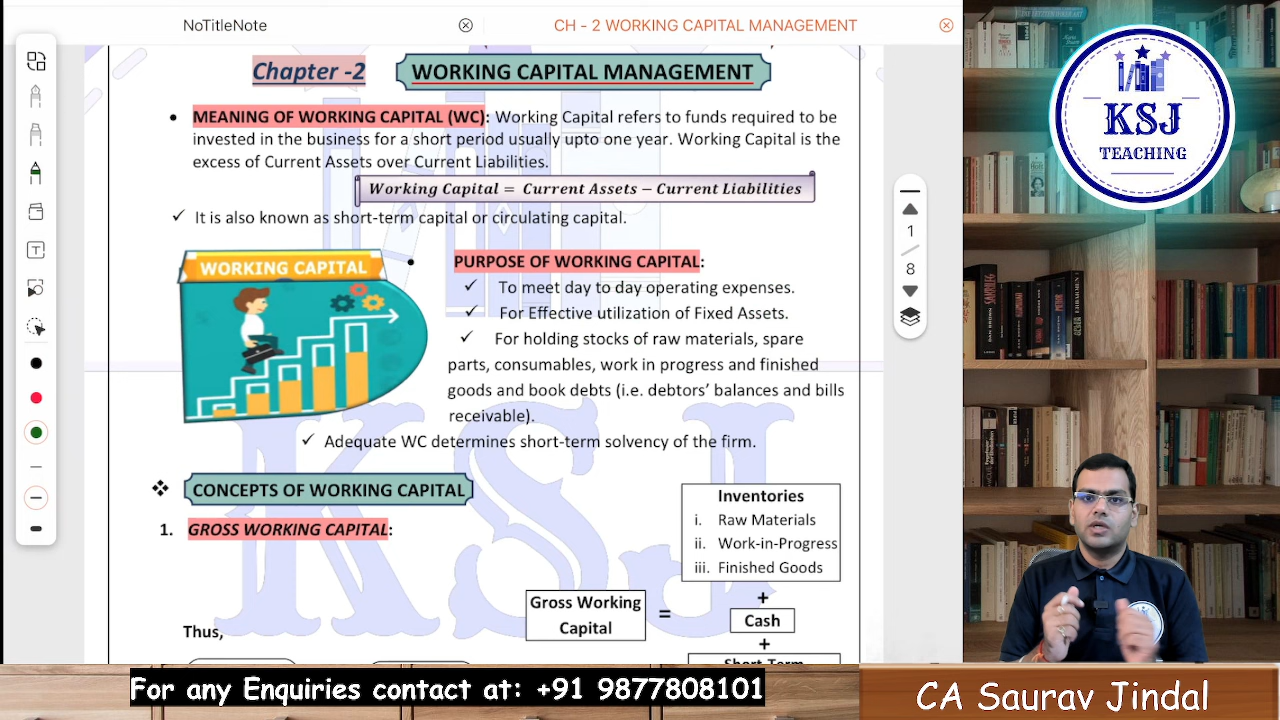 NoTitleNote
CH - 2 WORKING CAPITAL MANAGEMENT
Chapter -2
WORKING CAPITAL MANAGEMENT
• MEANING OF WORKING CAPITAL (WC): Working Capital refers to funds required to be
invested in the business for a short period usually upto one year. Working Capital is the
excess of Current Assets over Current Liabilities.
Working Capital = Current Assets − Current Liabilities
✓ It is also known as short-term capital or circulating capital.
WORKING CAPITAL
• PURPOSE OF WORKING CAPITAL:
✓ To meet day to day operating expenses.
✓ For Effective utilization of Fixed Assets.
✓ For holding stocks of raw materials, spare
parts, consumables, work in progress and finished
goods and book debts (i.e. debtors' balances and bills
receivable).
✓ Adequate WC determines short-term solvency of the firm.
❖ CONCEPTS OF WORKING CAPITAL
1. GROSS WORKING CAPITAL:
Inventories
i. Raw Materials
ii. Work-in-Progress
iii. Finished Goods
+
Gross Working
Capital
=
Cash
+
Short Term
Thus,
KSJ
1
8
KSJ
TEACHING
For any Enquiries contact at: +91 9877808101
CA Saurav Jindal